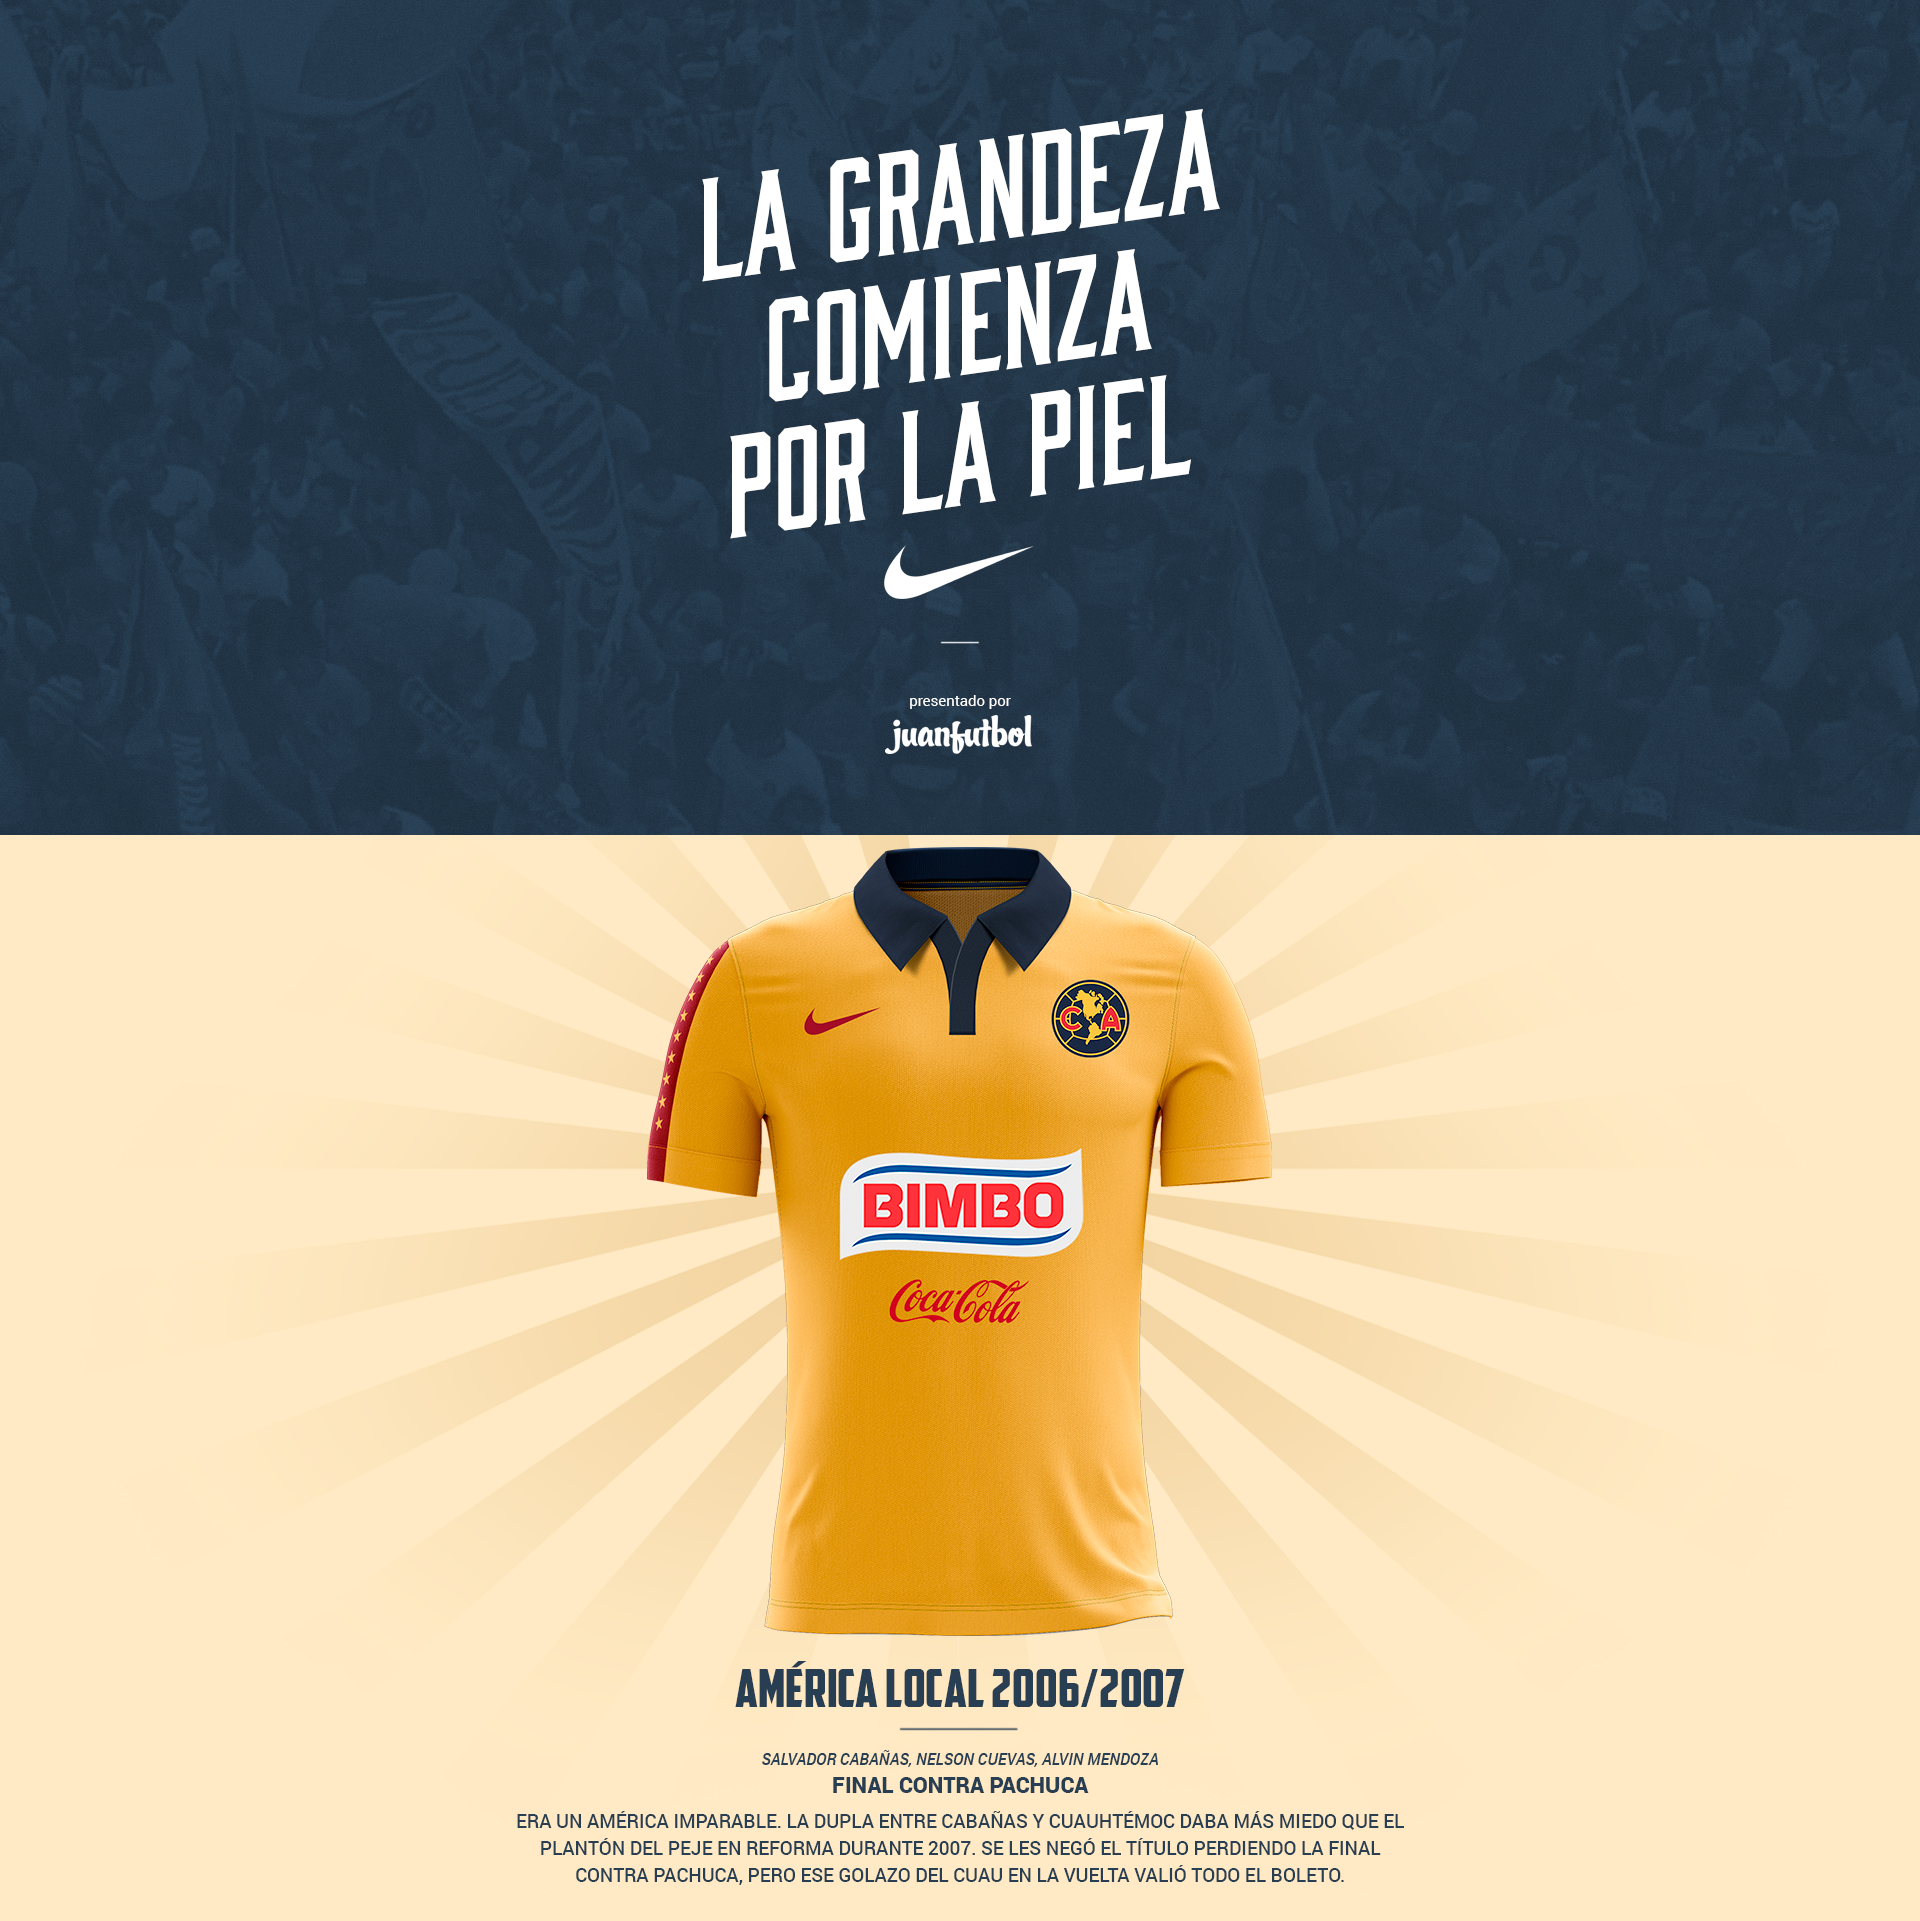 LA GRANDEZA
COMIENZA
POR LA PIEL
presentado por
juanfutbol
C A
BIMBO
Coca-Cola
AMÉRICA LOCAL 2006/2007
SALVADOR CABAÑAS, NELSON CUEVAS, ALVIN MENDOZA
FINAL CONTRA PACHUCA
ERA UN AMÉRICA IMPARABLE. LA DUPLA ENTRE CABAÑAS Y CUAUHTÉMOC DABA MÁS MIEDO QUE EL
PLANTÓN DEL PEJE EN REFORMA DURANTE 2007. SE LES NEGÓ EL TÍTULO PERDIENDO LA FINAL
CONTRA PACHUCA, PERO ESE GOLAZO DEL CUAU EN LA VUELTA VALIÓ TODO EL BOLETO.